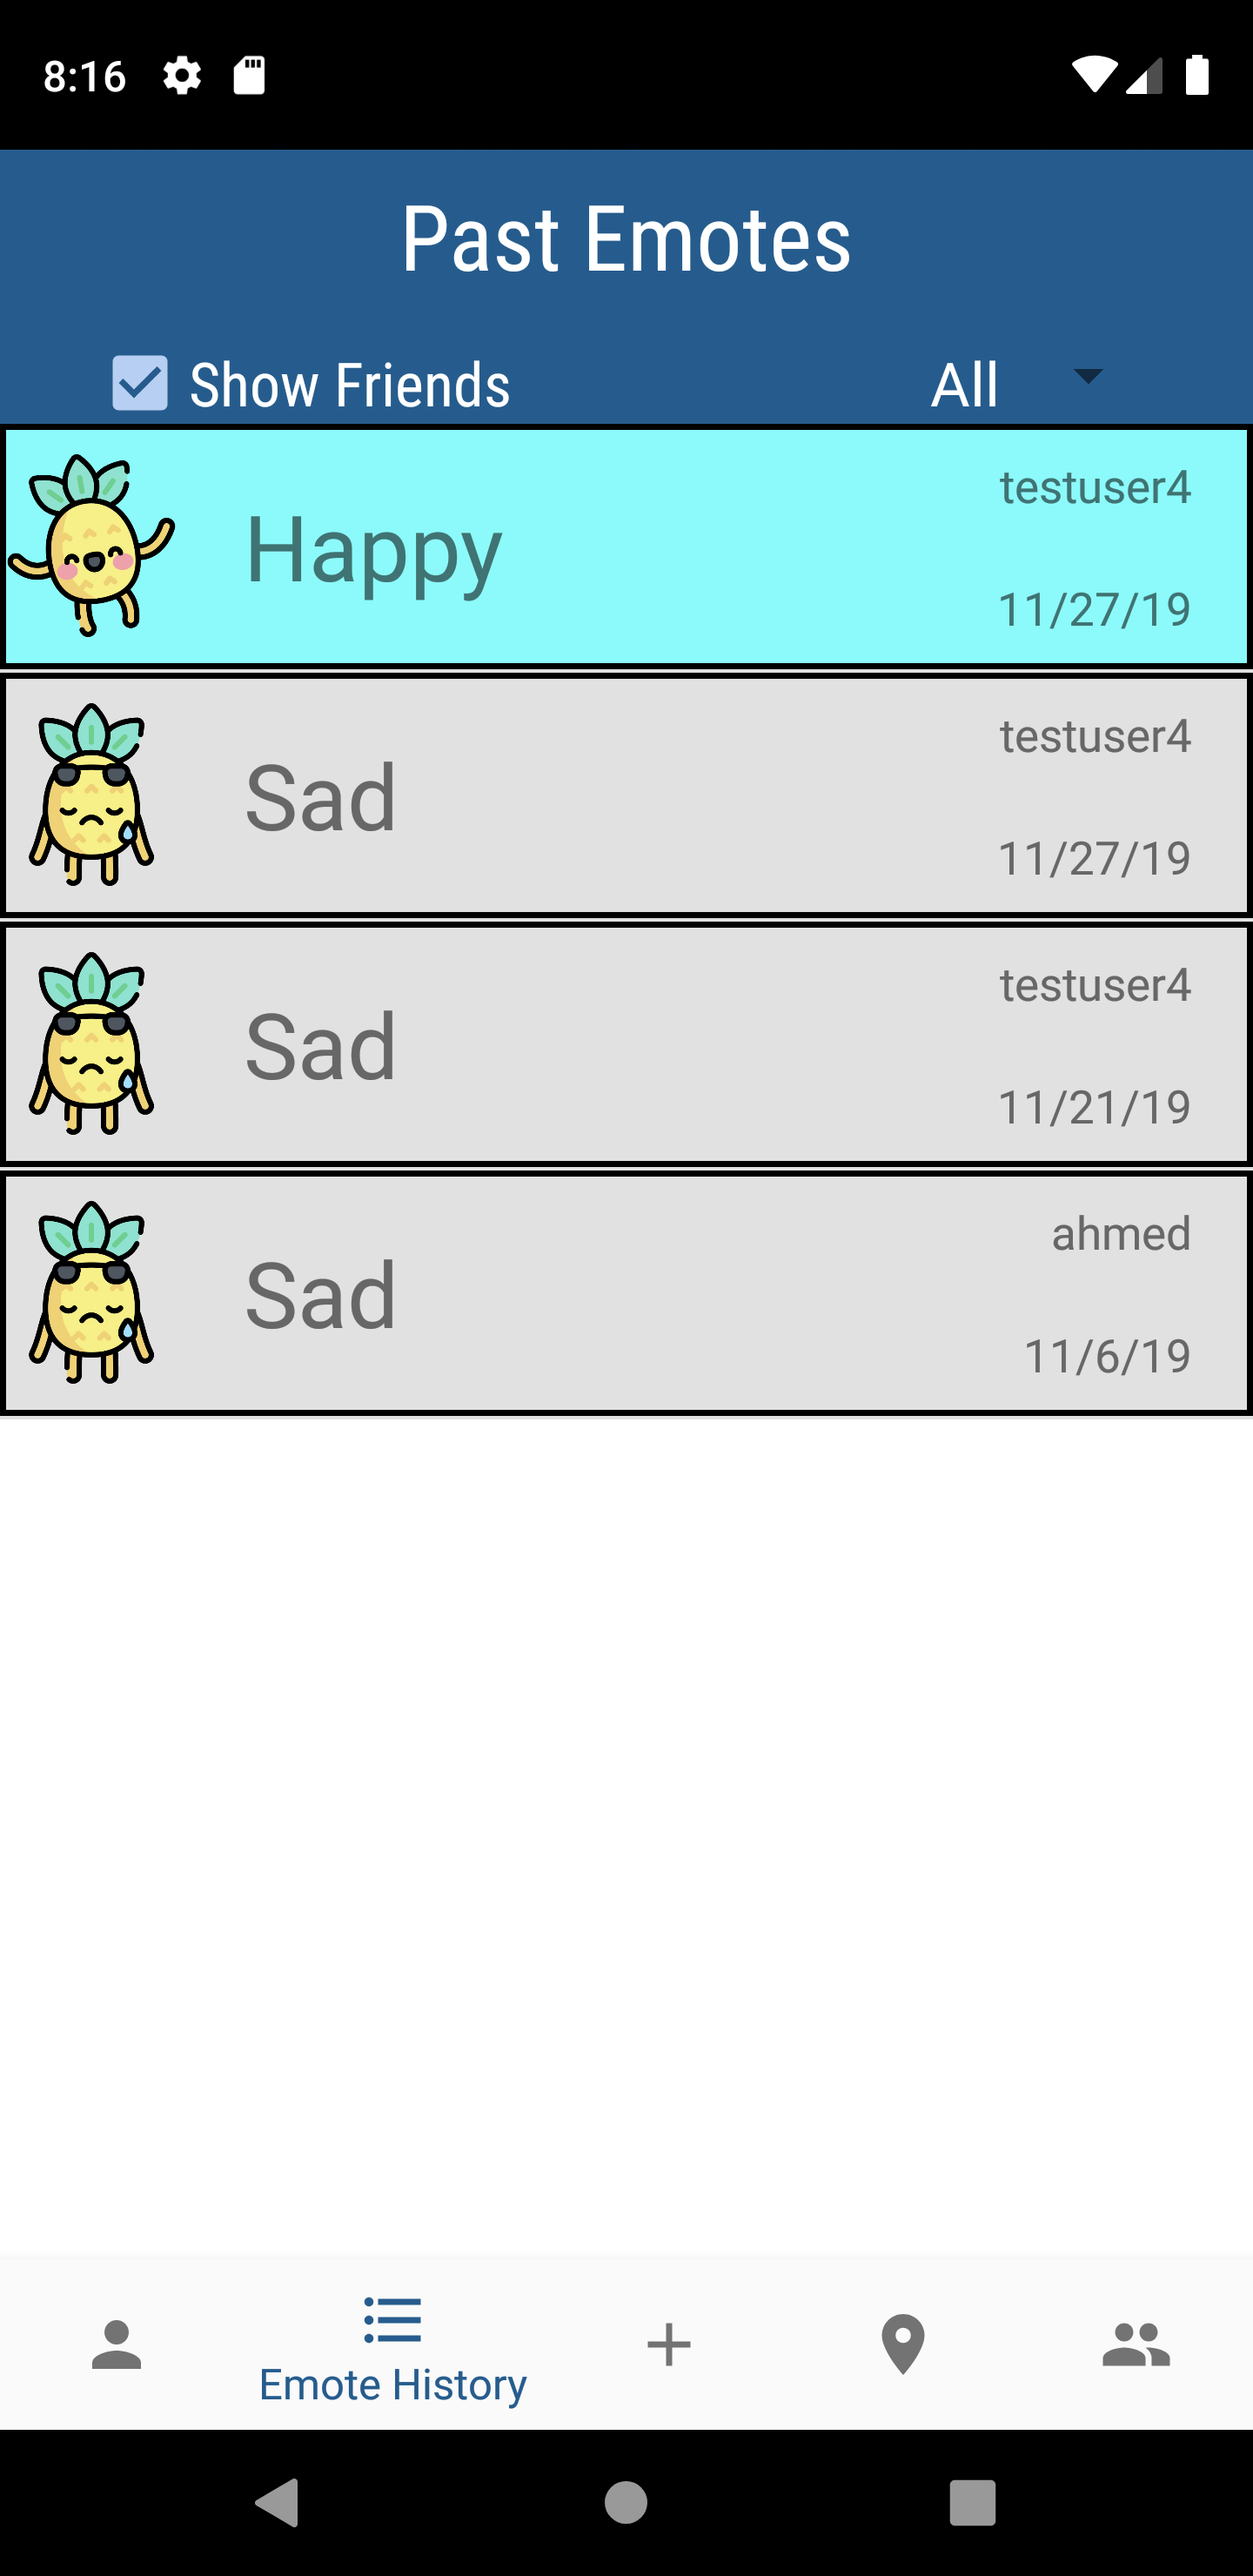 8:16
Past Emotes
Show Friends All
testuser4
Happy
11/27/19
testuser4
Sad
11/27/19
testuser4
Sad
11/21/19
ahmed
Sad
11/6/19
Emote History